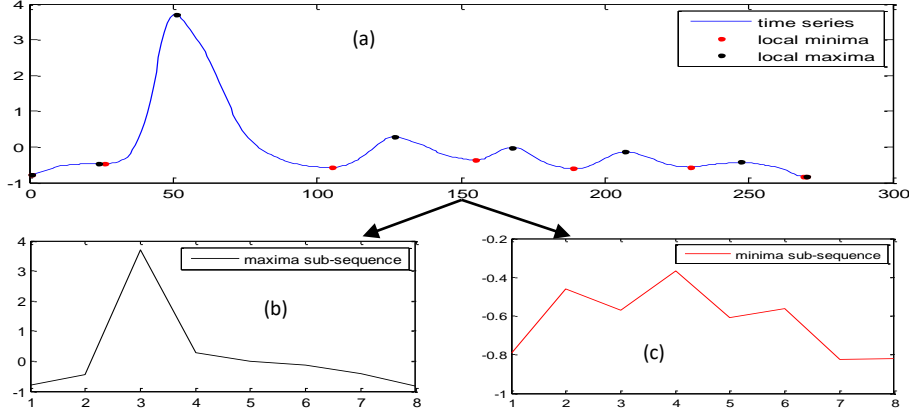 4
3
2
1
0
-1
(a)
time series
local minima
local maxima
0 50 100 150 200 250 300
4
3
2
1
0
-1
maxima sub-sequence
(b)
1 2 3 4 5 6 7 8
-0.2
-0.4
-0.6
-0.8
-1
minima sub-sequence
(c)
1 2 3 4 5 6 7 8